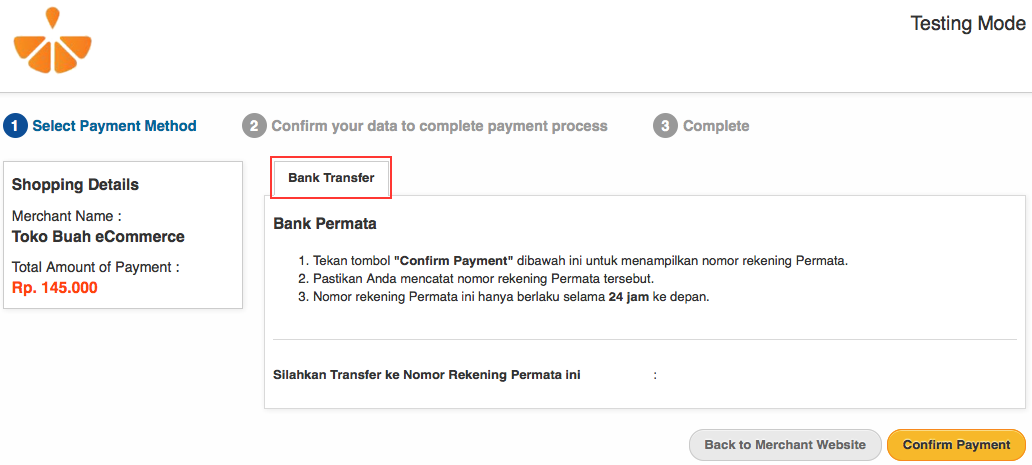 Testing Mode
1 Select Payment Method
2 Confirm your data to complete payment process
3 Complete
Shopping Details
Merchant Name :
Toko Buah eCommerce
Total Amount of Payment :
Rp. 145.000
Bank Transfer
Bank Permata
1. Tekan tombol "Confirm Payment" dibawah ini untuk menampilkan nomor rekening Permata.
2. Pastikan Anda mencatat nomor rekening Permata tersebut.
3. Nomor rekening Permata ini hanya berlaku selama 24 jam ke depan.
Silahkan Transfer ke Nomor Rekening Permata ini :
Back to Merchant Website
Confirm Payment